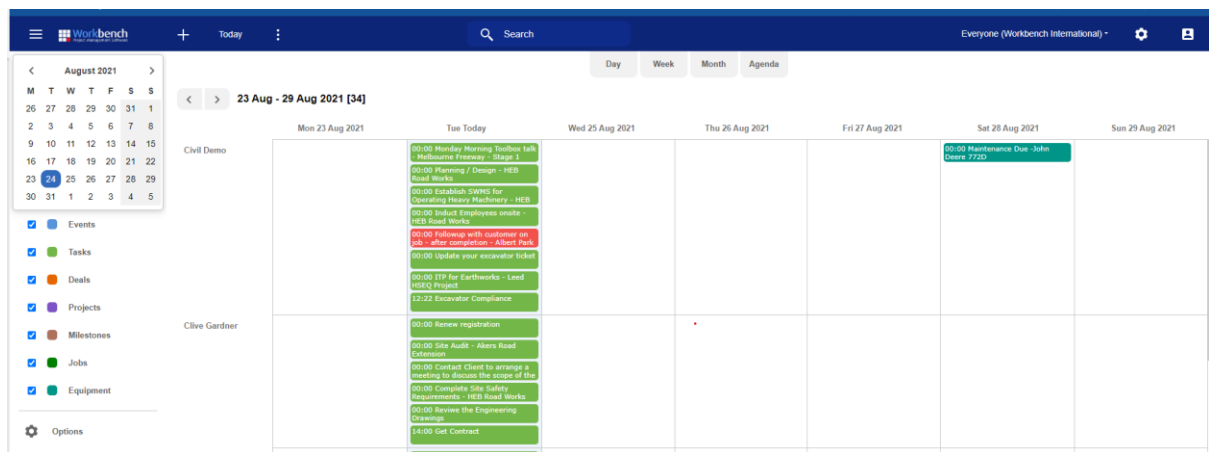 Workbench
Project Management Software
Today
Search
Everyone (Workbench International)
August 2021
M T W T F S S
26 27 28 29 30 31 1
2 3 4 5 6 7 8
9 10 11 12 13 14 15
16 17 18 19 20 21 22
23 24 25 26 27 28 29
30 31 1 2 3 4 5
Events
Tasks
Deals
Projects
Milestones
Jobs
Equipment
Options
Day Week Month Agenda
23 Aug - 29 Aug 2021 [34]
Mon 23 Aug 2021 Tue Today Wed 25 Aug 2021 Thu 26 Aug 2021 Fri 27 Aug 2021 Sat 28 Aug 2021 Sun 29 Aug 2021
Civil Demo
00:00 Monday Morning Toolbox talk
- Melbourne Freeway - Stage 1
00:00 Planning / Design - HEB
Road Works
00:00 Establish SWMS for
Operating Heavy Machinery - HEB
00:00 Induct Employees onsite -
HEB Road Works
00:00 Followup with customer on
job - after completion - Albert Park
00:00 Update your excavator ticket
00:00 ITP for Earthworks - Leed
HSEQ Project
12:22 Excavator Compliance
00:00 Maintenance Due -John
Deere 772D
Clive Gardner
00:00 Renew registration
00:00 Site Audit - Akers Road
Extension
00:00 Contact Client to arrange a
meeting to discuss the scope of the
00:00 Complete Site Safety
Requirements - HEB Road Works
00:00 Reviwe the Engineering
Drawings
14:00 Get Contract